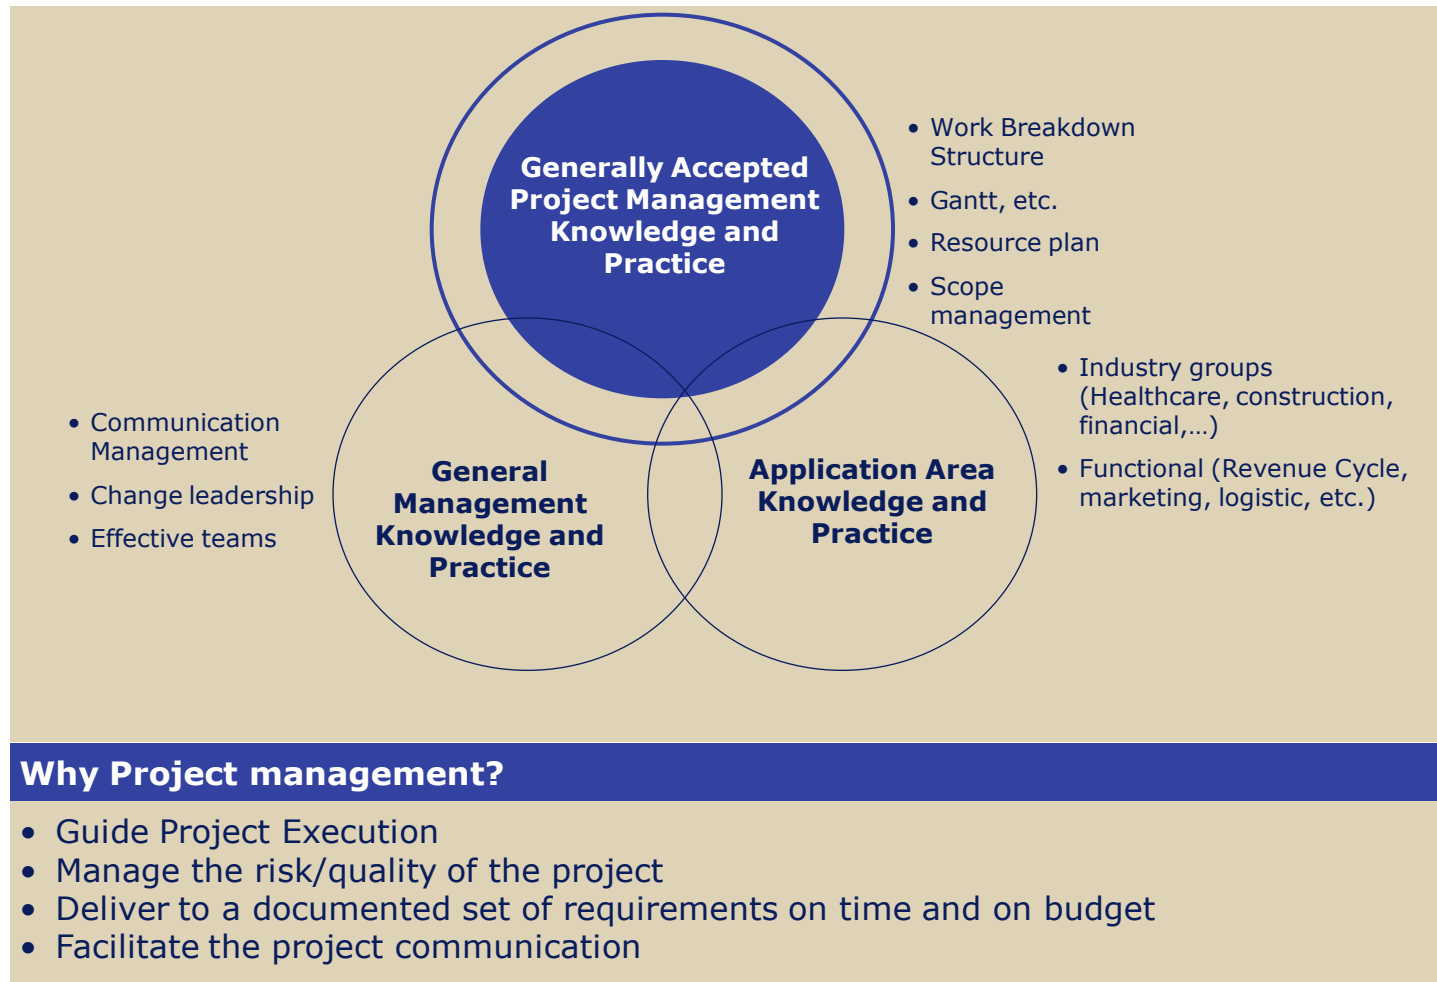 Generally Accepted
Project Management
Knowledge and
Practice
• Work Breakdown
Structure
• Gantt, etc.
• Resource plan
• Scope
management
• Industry groups
(Healthcare, construction,
financial,...)
• Functional (Revenue Cycle,
marketing, logistic, etc.)
• Communication
Management
• Change leadership
• Effective teams
General
Management
Knowledge and
Practice
Application Area
Knowledge and
Practice
Why Project management?
• Guide Project Execution
• Manage the risk/quality of the project
• Deliver to a documented set of requirements on time and on budget
• Facilitate the project communication